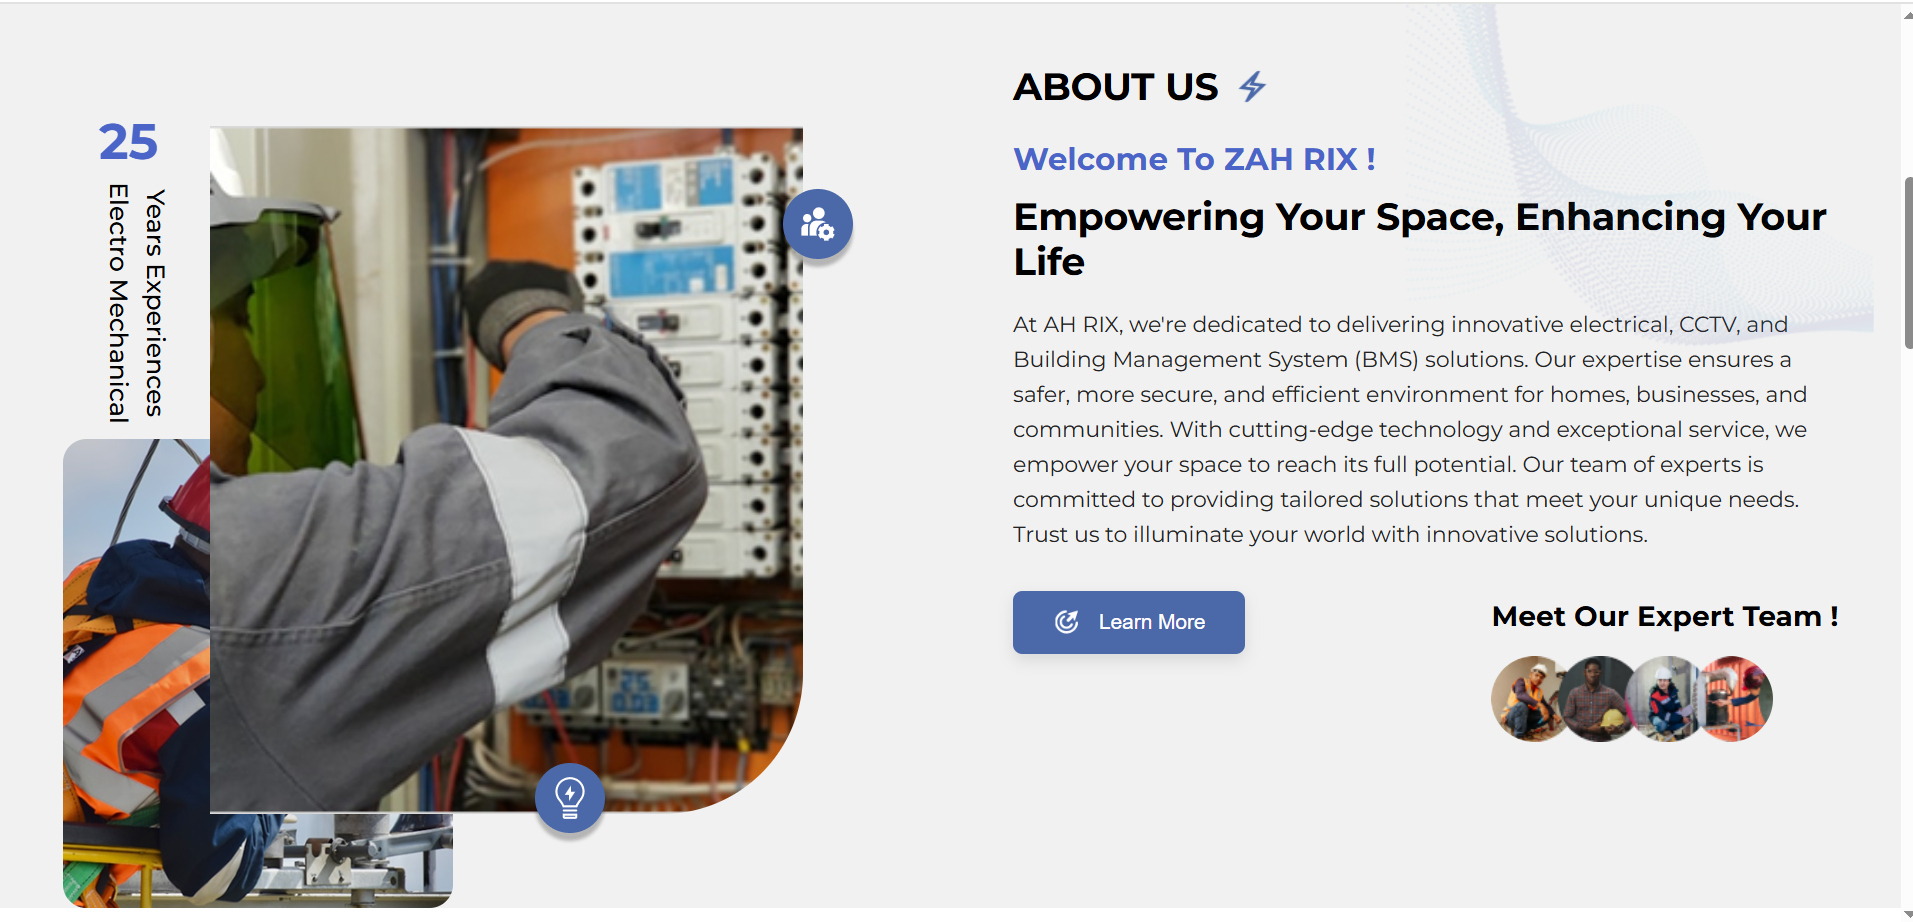 25
Years Experiences
Electro Mechanical
ABOUT US
Welcome To ZAH RIX !
Empowering Your Space, Enhancing Your
Life
At AH RIX, we're dedicated to delivering innovative electrical, CCTV, and
Building Management System (BMS) solutions. Our expertise ensures a
safer, more secure, and efficient environment for homes, businesses, and
communities. With cutting-edge technology and exceptional service, we
empower your space to reach its full potential. Our team of experts is
committed to providing tailored solutions that meet your unique needs.
Trust us to illuminate your world with innovative solutions.
Learn More
Meet Our Expert Team !